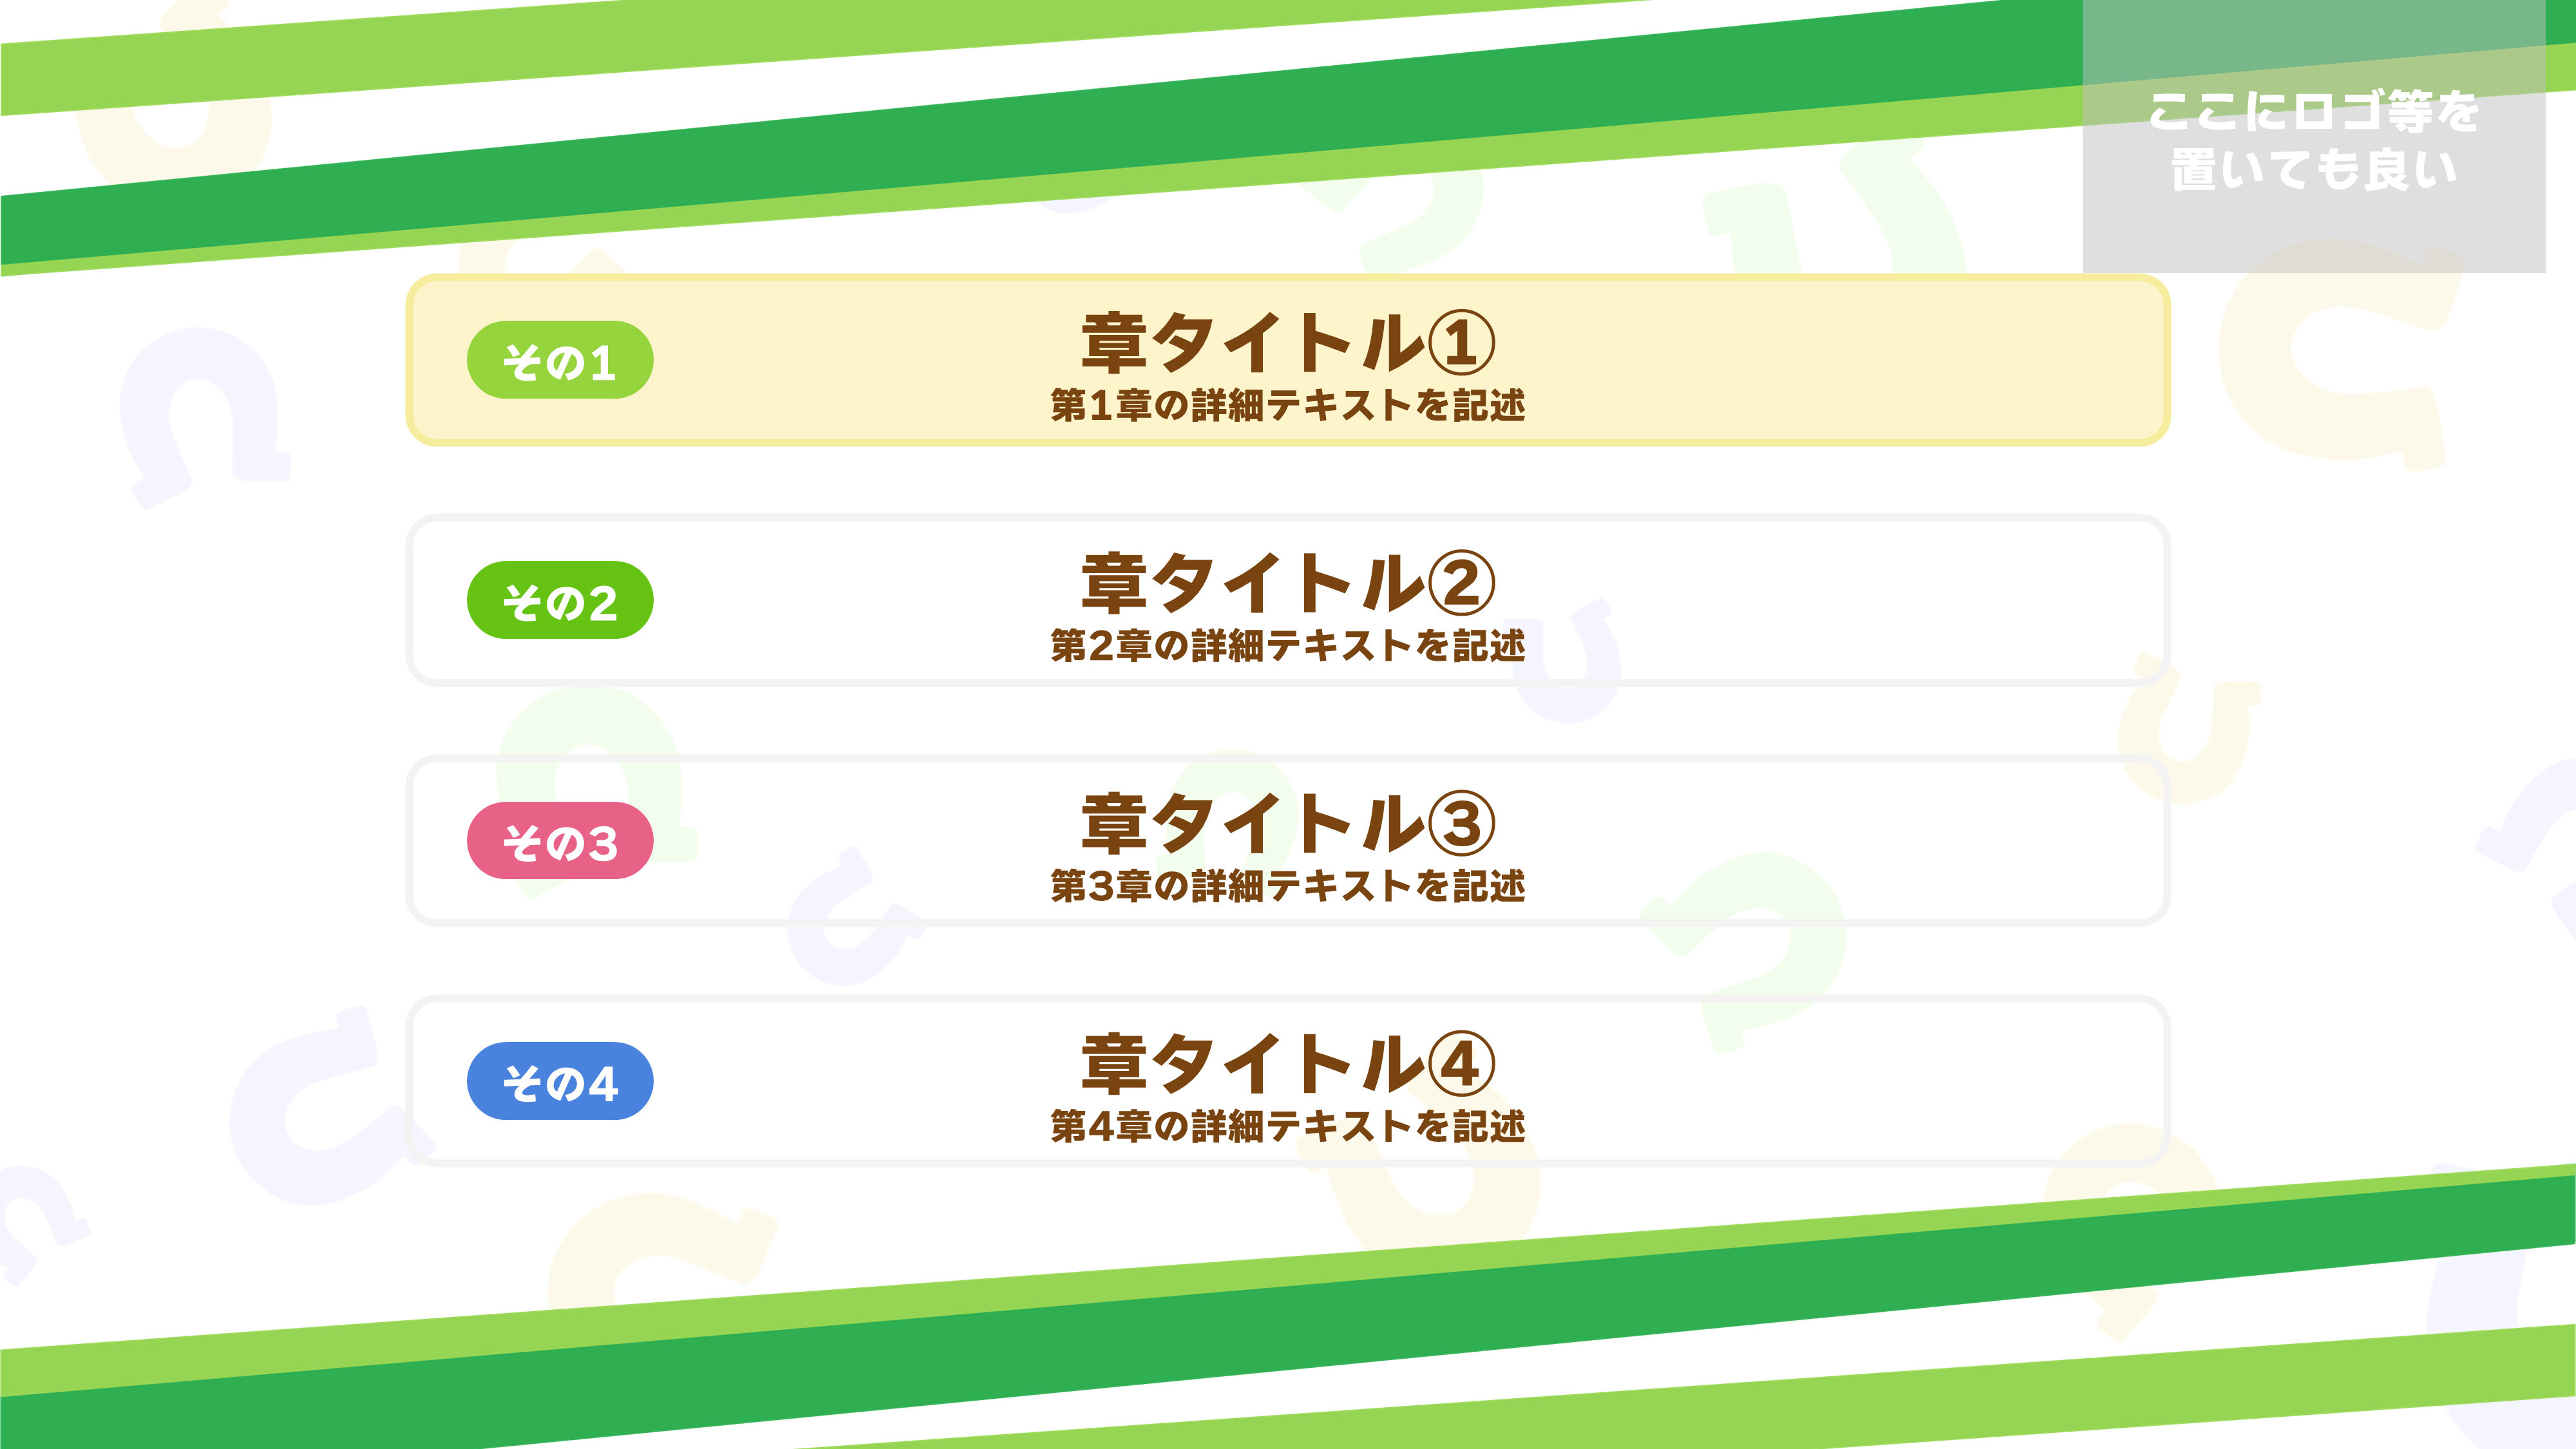 ここにロゴ等を
置いても良い
その1
章タイトル①
第1章の詳細テキストを記述
その2
章タイトル②
第2章の詳細テキストを記述
その3
章タイトル③
第3章の詳細テキストを記述
その4
章タイトル④
第4章の詳細テキストを記述